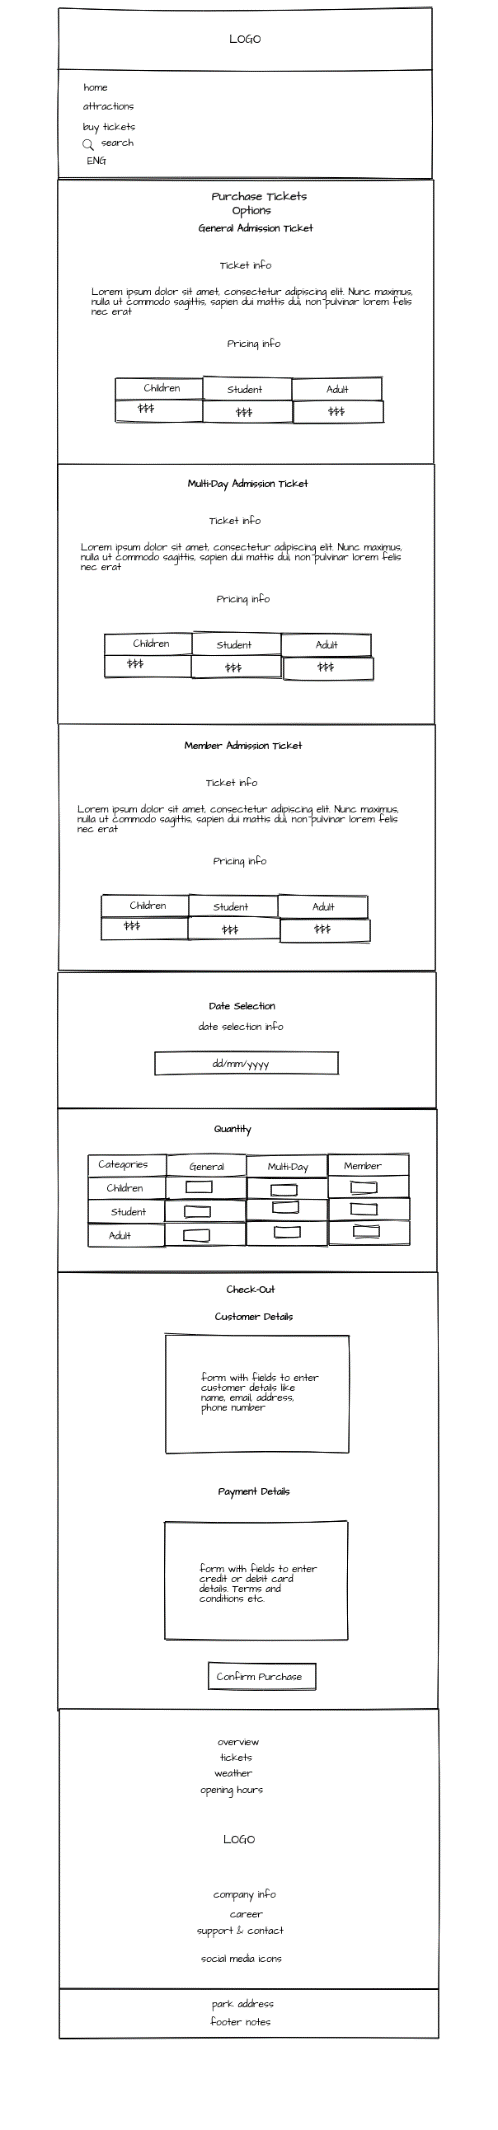 LOGO
home
attractions
buy tickets
search
ENG
Purchase Tickets
Options
General Admission Ticket
Ticket info
Lorem ipsum dolor sit amet, consectetur adipiscing elit. Nunc maximus,
nulla ut commodo sagittis, sapien dui mattis dui, non pulvinar lorem felis
nec erat
Pricing info
Children Student Adult
$$$ $$$ $$$
Multi-Day Admission Ticket
Ticket info
Lorem ipsum dolor sit amet, consectetur adipiscing elit. Nunc maximus,
nulla ut commodo sagittis, sapien dui mattis dui, non pulvinar lorem felis
nec erat
Pricing info
Children Student Adult
$$$ $$$ $$$
Member Admission Ticket
Ticket info
Lorem ipsum dolor sit amet, consectetur adipiscing elit. Nunc maximus,
nulla ut commodo sagittis, sapien dui mattis dui, non pulvinar lorem felis
nec erat
Pricing info
Children Student Adult
$$$ $$$ $$$
Date Selection
date selection info
dd/mm/yyyy
Quantity
Categories General Multi-Day Member
Children
Student
Adult
Check-Out
Customer Details
form with fields to enter
customer details like
name, email, address,
phone number
Payment Details
form with fields to enter
credit or debit card
details. Terms and
conditions etc.
Confirm Purchase
overview
tickets
weather
opening hours
LOGO
company info
career
support & contact
social media icons
park address
footer notes